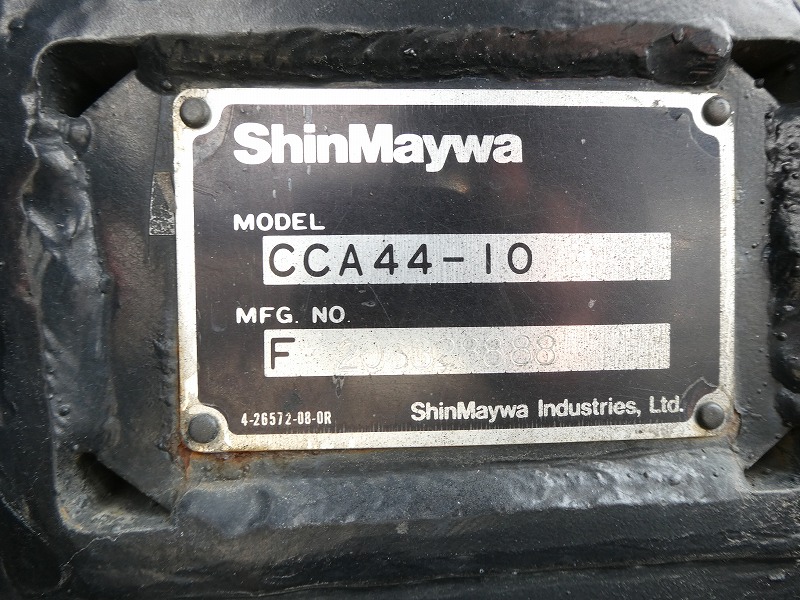 ShinMaywa
MODEL
CCA44-10
MFG. NO.
F
4-26572-08-0R
ShinMaywa Industries, Ltd.